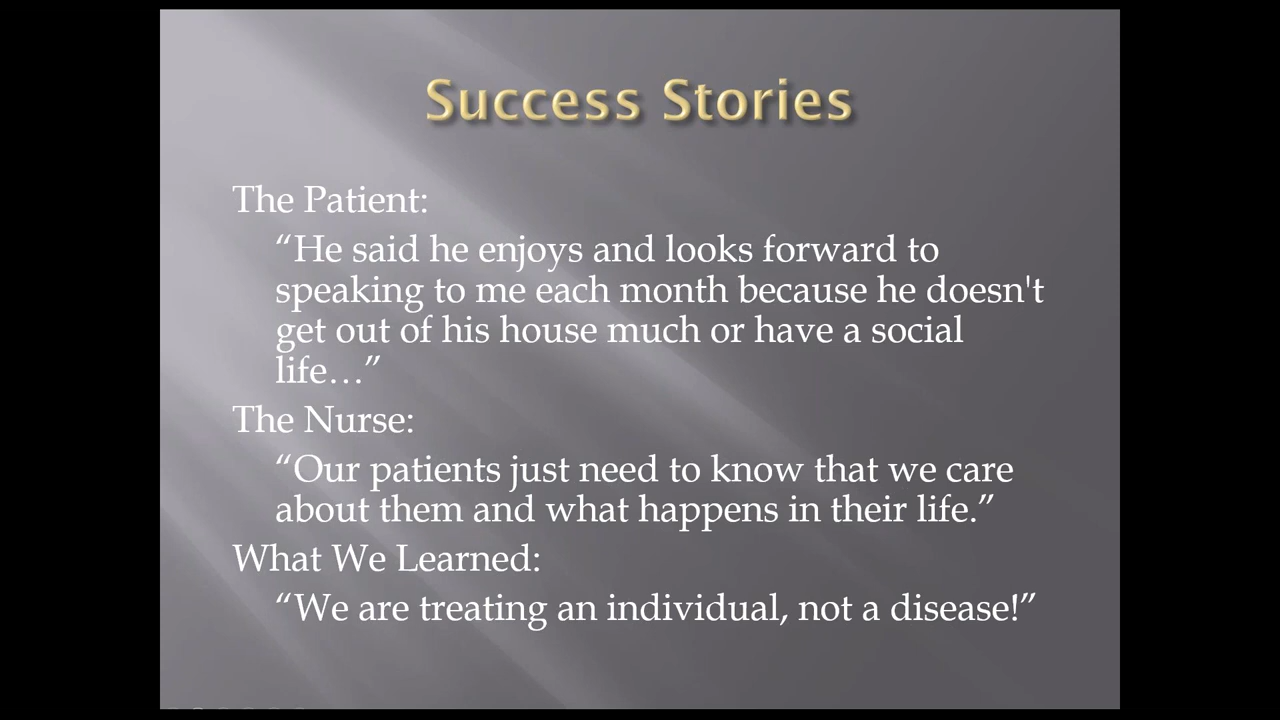 Success Stories
The Patient:
“He said he enjoys and looks forward to
speaking to me each month because he doesn't
get out of his house much or have a social
life…”
The Nurse:
“Our patients just need to know that we care
about them and what happens in their life.”
What We Learned:
“We are treating an individual, not a disease!”